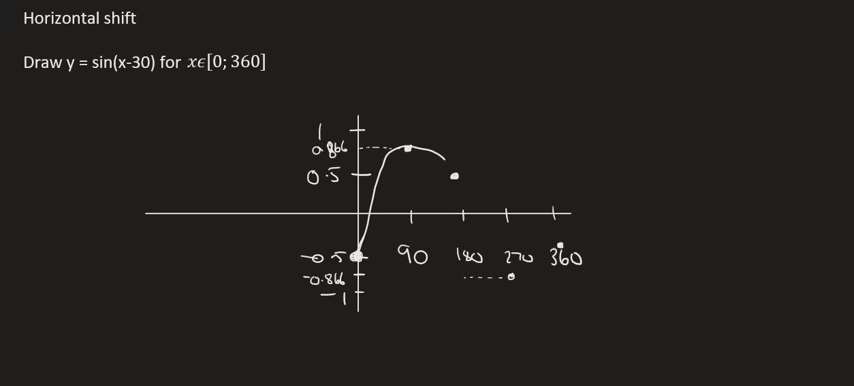 Horizontal shift
Draw y = sin(x-30) for xϵ[0; 360]
1
0.866
0.5
-0.5 90 180 270 360
-0.866
-1